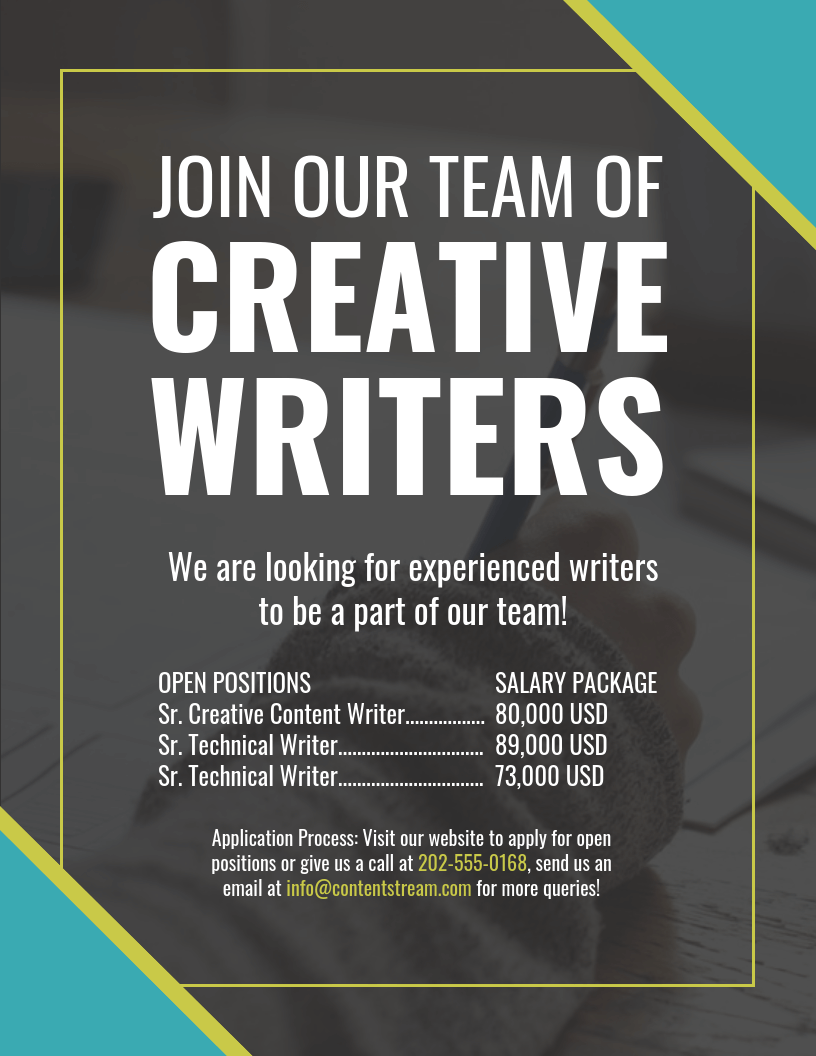 JOIN OUR TEAM OF
CREATIVE
WRITERS
We are looking for experienced writers
to be a part of our team!
OPEN POSITIONS SALARY PACKAGE
Sr. Creative Content Writer................. 80,000 USD
Sr. Technical Writer............................... 89,000 USD
Sr. Technical Writer............................... 73,000 USD
Application Process: Visit our website to apply for open
positions or give us a call at 202-555-0168, send us an
email at info@contentstream.com for more queries!